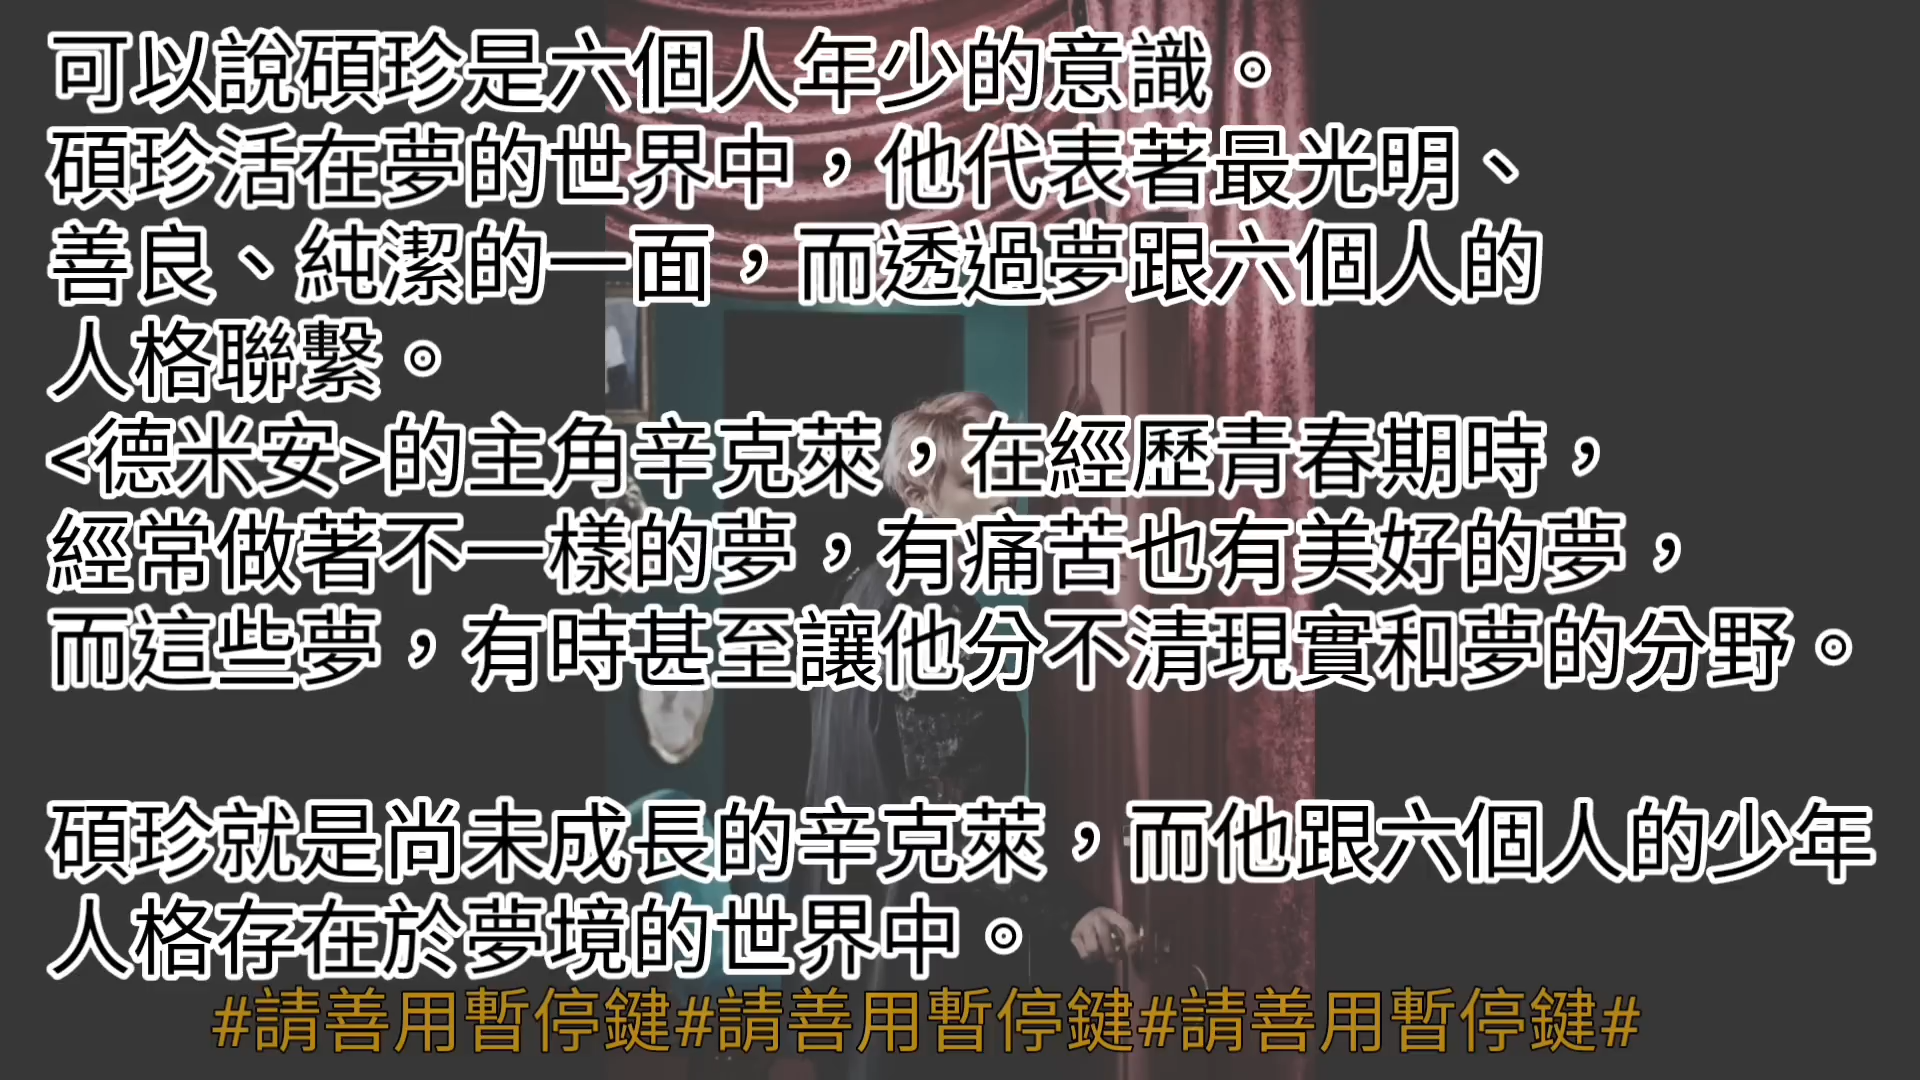 可以說碩珍是六個人年少的意識。
碩珍活在夢的世界中，他代表著最光明、
善良、純潔的一面，而透過夢跟六個人的
人格聯繫。
<德米安>的主角辛克萊，在經歷青春期時，
經常做著不一樣的夢，有痛苦也有美好的夢，
而這些夢，有時甚至讓他分不清現實和夢的分野。
碩珍就是尚未成長的辛克萊，而他跟六個人的少年
人格存在於夢境的世界中。
#請善用暫停鍵#請善用暫停鍵#請善用暫停鍵#